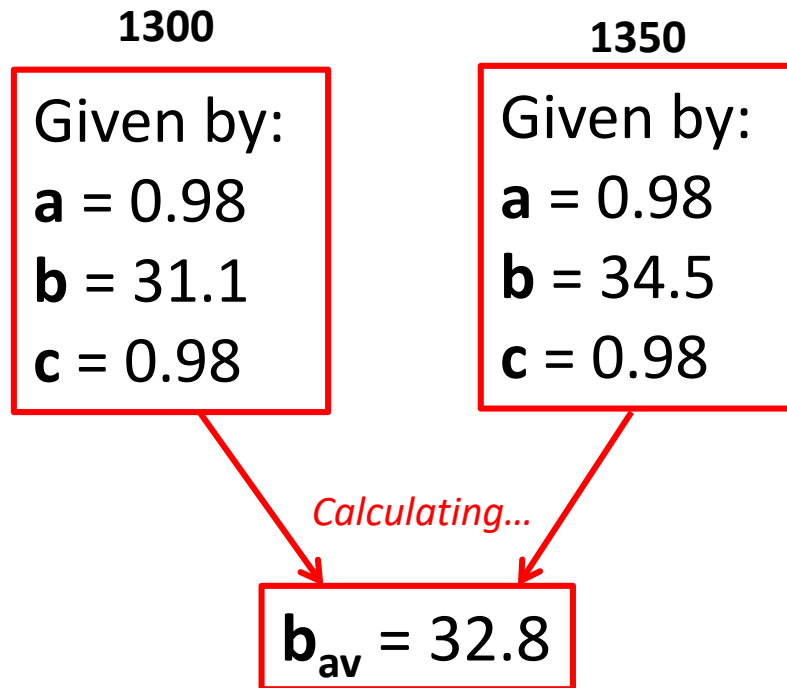 1300
Given by:
a = 0.98
b = 31.1
c = 0.98
1350
Given by:
a = 0.98
b = 34.5
c = 0.98
Calculating...
bav = 32.8